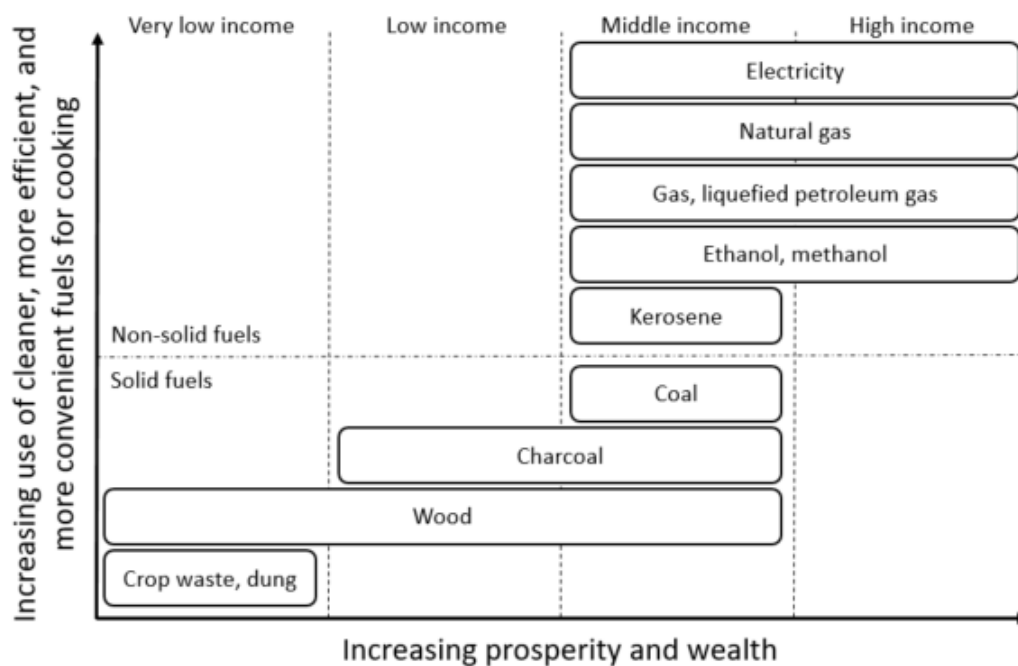 Very low income
Low income
Middle income
High income
Increasing use of cleaner, more efficient, and
more convenient fuels for cooking
Electricity
Natural gas
Gas, liquefied petroleum gas
Ethanol, methanol
Kerosene
Non-solid fuels
Solid fuels
Coal
Charcoal
Wood
Crop waste, dung
Increasing prosperity and wealth